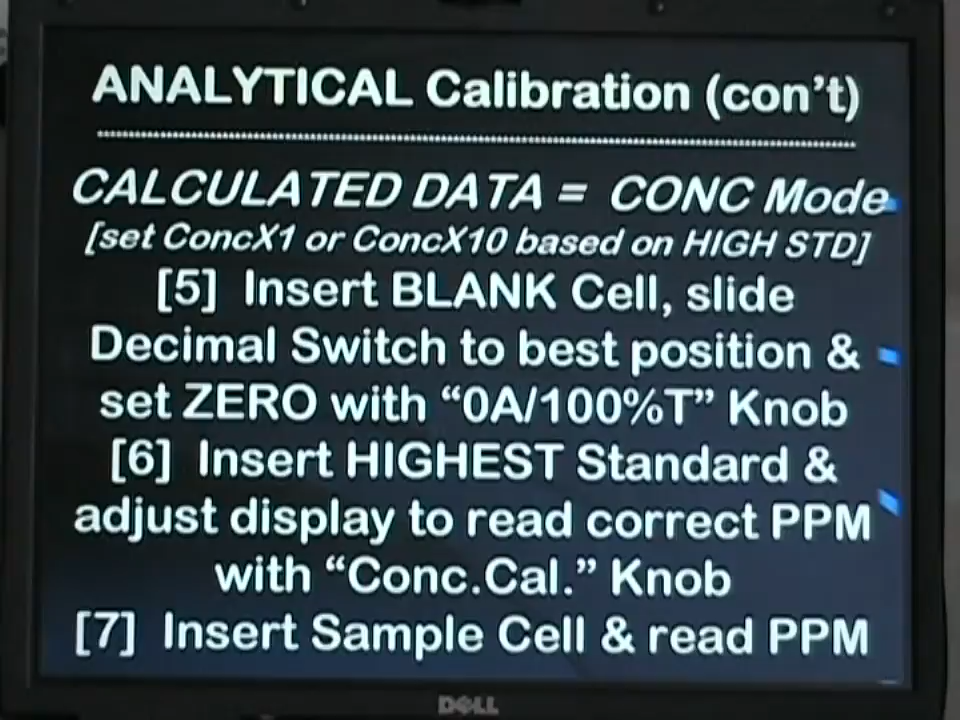 ANALYTICAL Calibration (con't)
CALCULATED DATA = CONC Mode
[set ConcX1 or ConcX10 based on HIGH STD]
[5] Insert BLANK Cell, slide
Decimal Switch to best position &
set ZERO with “0A/100%T” Knob
[6] Insert HIGHEST Standard &
adjust display to read correct PPM
with “Conc.Cal.” Knob
[7] Insert Sample Cell & read PPM
DELL